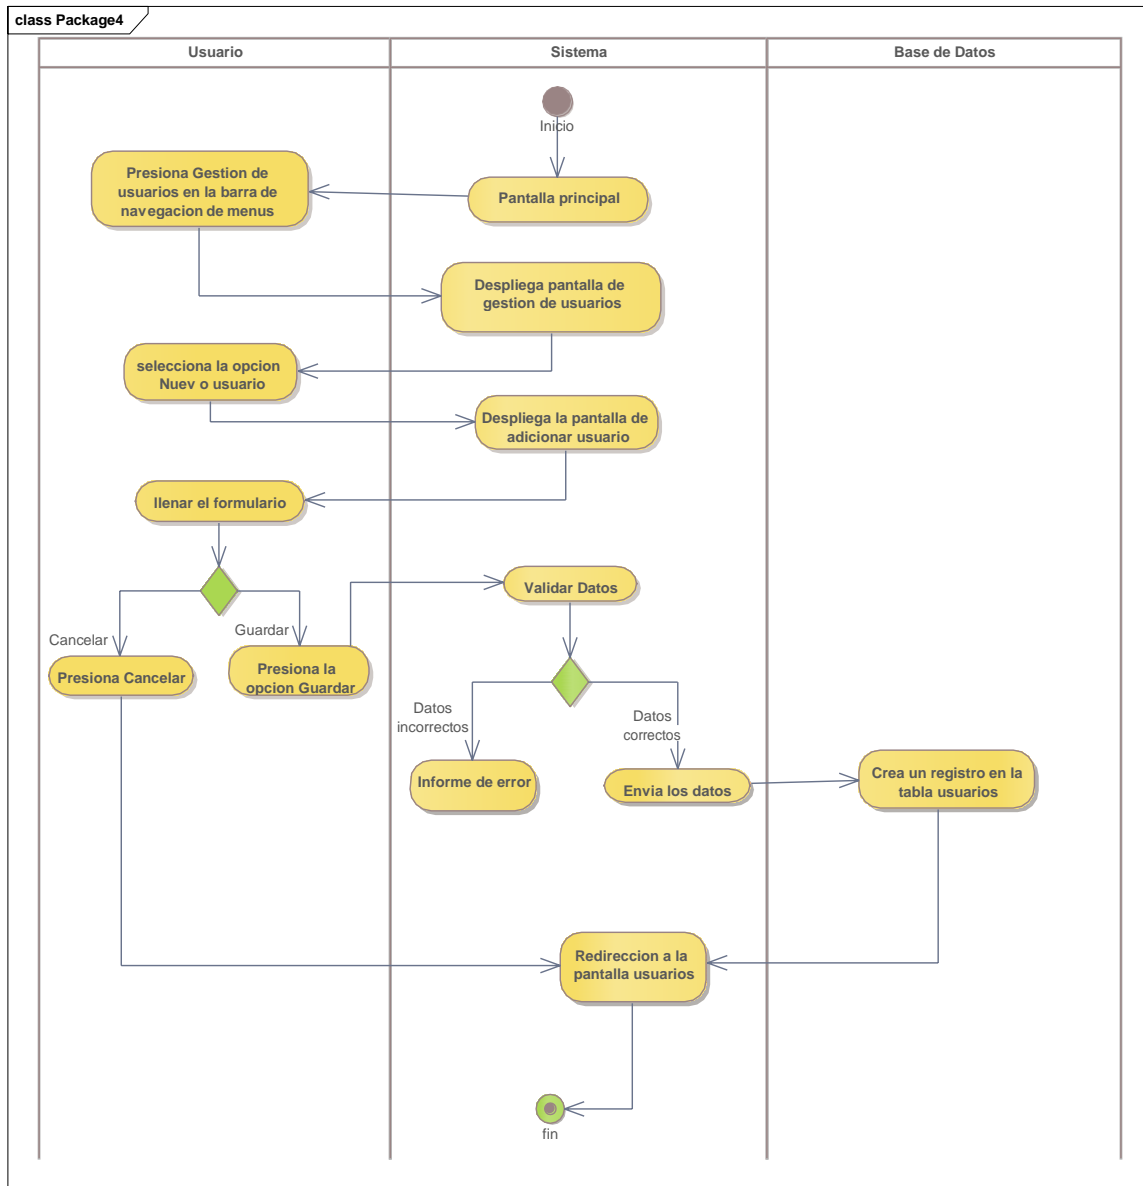 class Package4
Usuario
Sistema
Base de Datos
Inicio
Presiona Gestion de
usuarios en la barra de
navegacion de menus
Pantalla principal
Despliega pantalla de
gestion de usuarios
selecciona la opcion
Nuev o usuario
Despliega la pantalla de
adicionar usuario
llenar el formulario
Validar Datos
Cancelar
Guardar
Presiona Cancelar
Presiona la
opcion Guardar
Datos
incorrectos
Datos
correctos
Informe de error
Envia los datos
Crea un registro en la
tabla usuarios
Redireccion a la
pantalla usuarios
fin